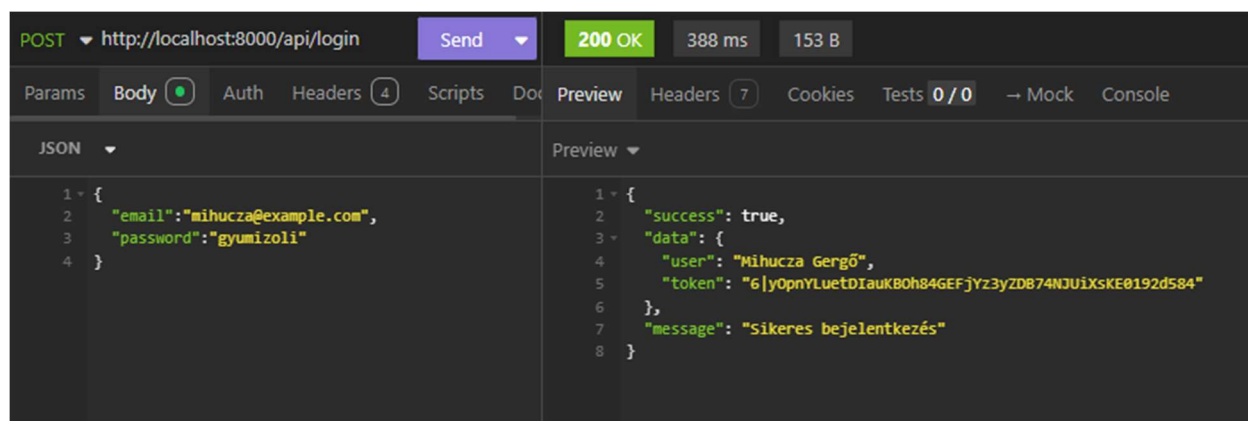 POST http://localhost:8000/api/login Send
Params Body Auth Headers 4 Scripts Doc
JSON
1 {
2 "email":"mihucza@example.com",
3 "password":"gyumizoli"
4 }
200 OK 388 ms 153 B
Preview Headers 7 Cookies Tests 0 / 0 → Mock Console
Preview
1 {
2 "success": true,
3 "data": {
4 "user": "Mihucza Gergő",
5 "token": "6|yOpnYLuetDIauKBOh84GEFjYz3yZDB74NJUiXsKE0192d584"
6 },
7 "message": "Sikeres bejelentkezés"
8 }